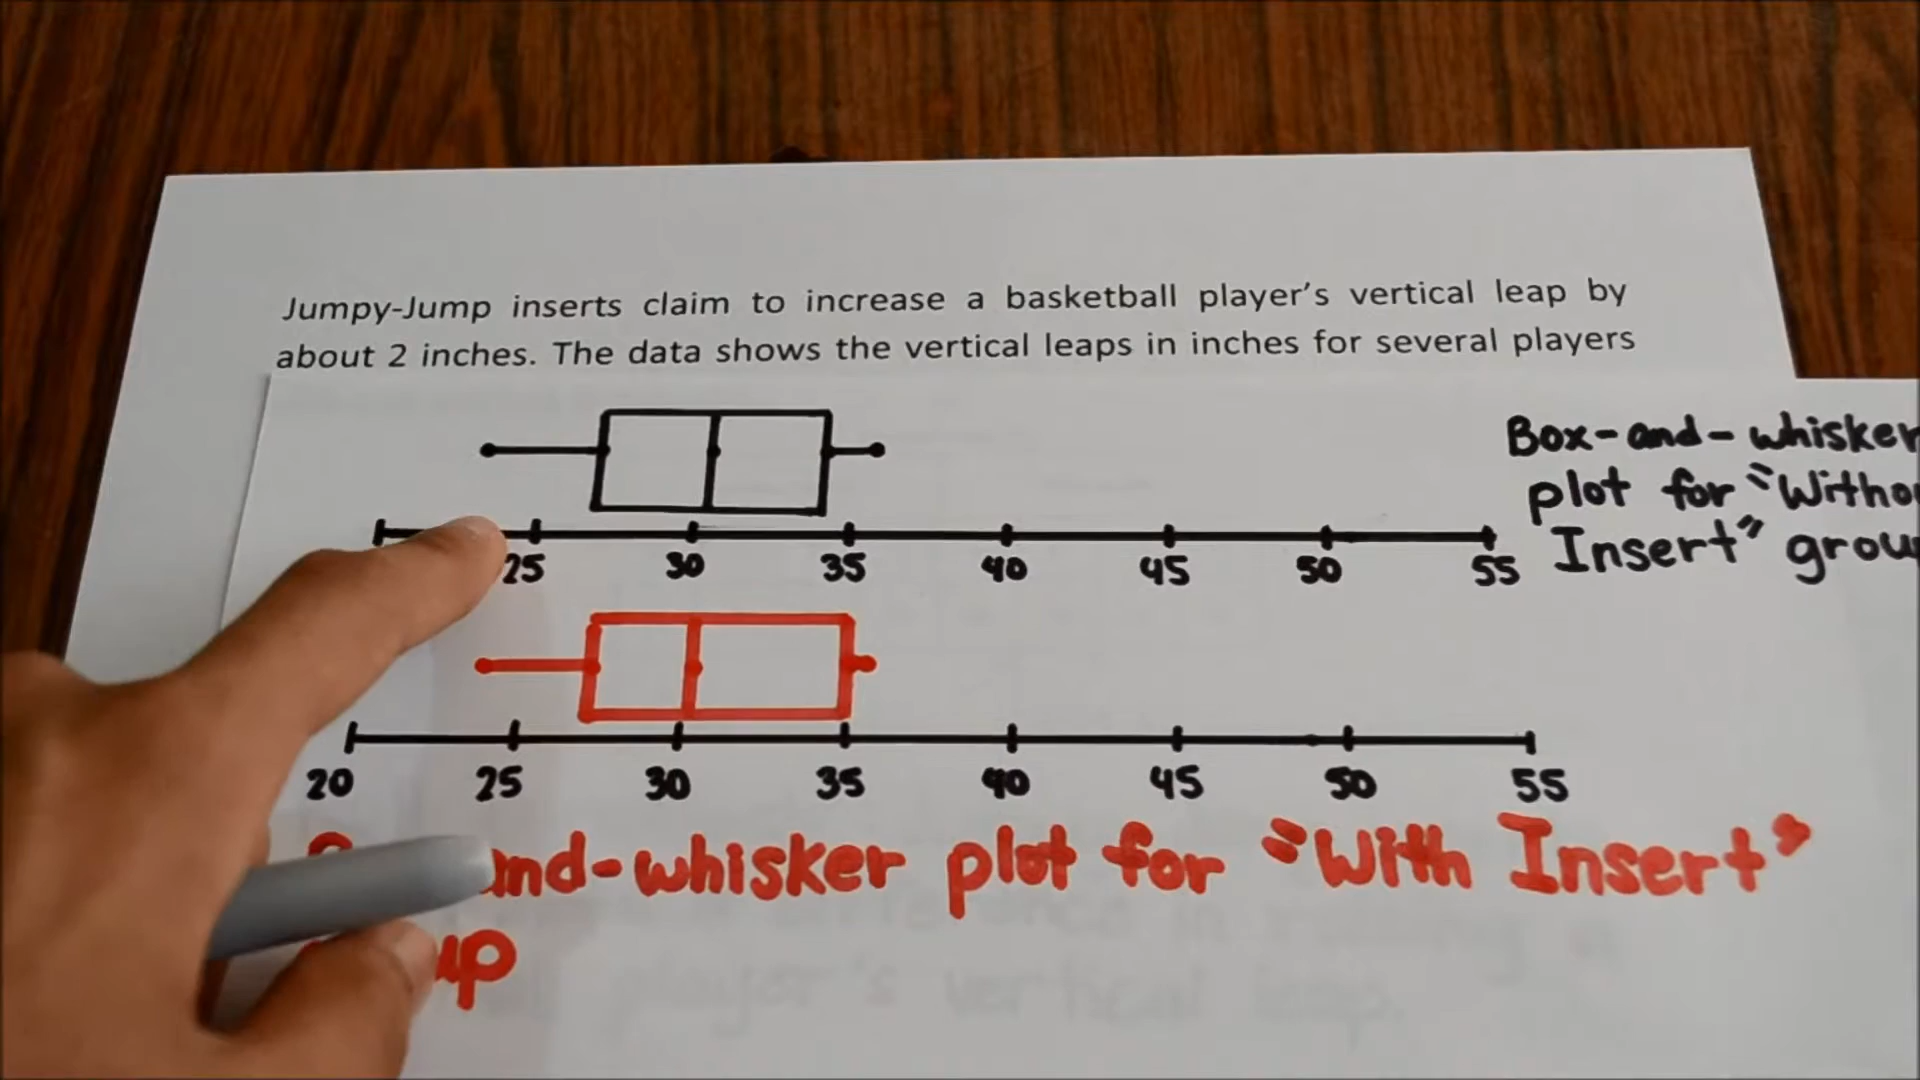 Jumpy-Jump inserts claim to increase a basketball player's vertical leap by
about 2 inches. The data shows the vertical leaps in inches for several players
Box-and-whisker
plot for "Witho
Insert" grou
25 30 35 40 45 50 55
20 25 30 35 40 45 50 55
and-whisker plot for "With Insert"
up